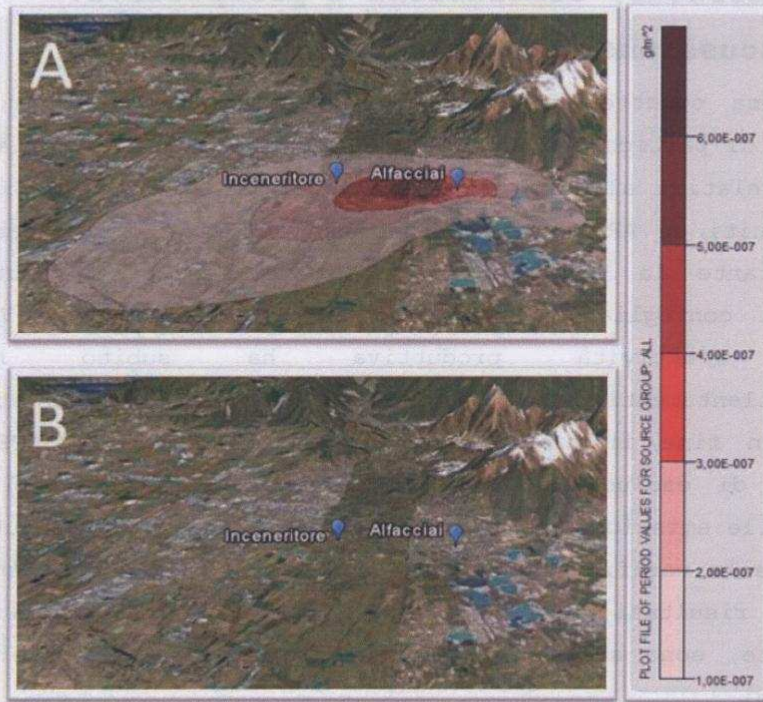 A
Inceneritore
Alfacciai
B
Inceneritore
Alfacciai
g/m^2
6,00E-007
5,00E-007
4,00E-007
3,00E-007
2,00E-007
1,00E-007
PLOT FILE OF PERIOD VALUES FOR SOURCE GROUP: ALL